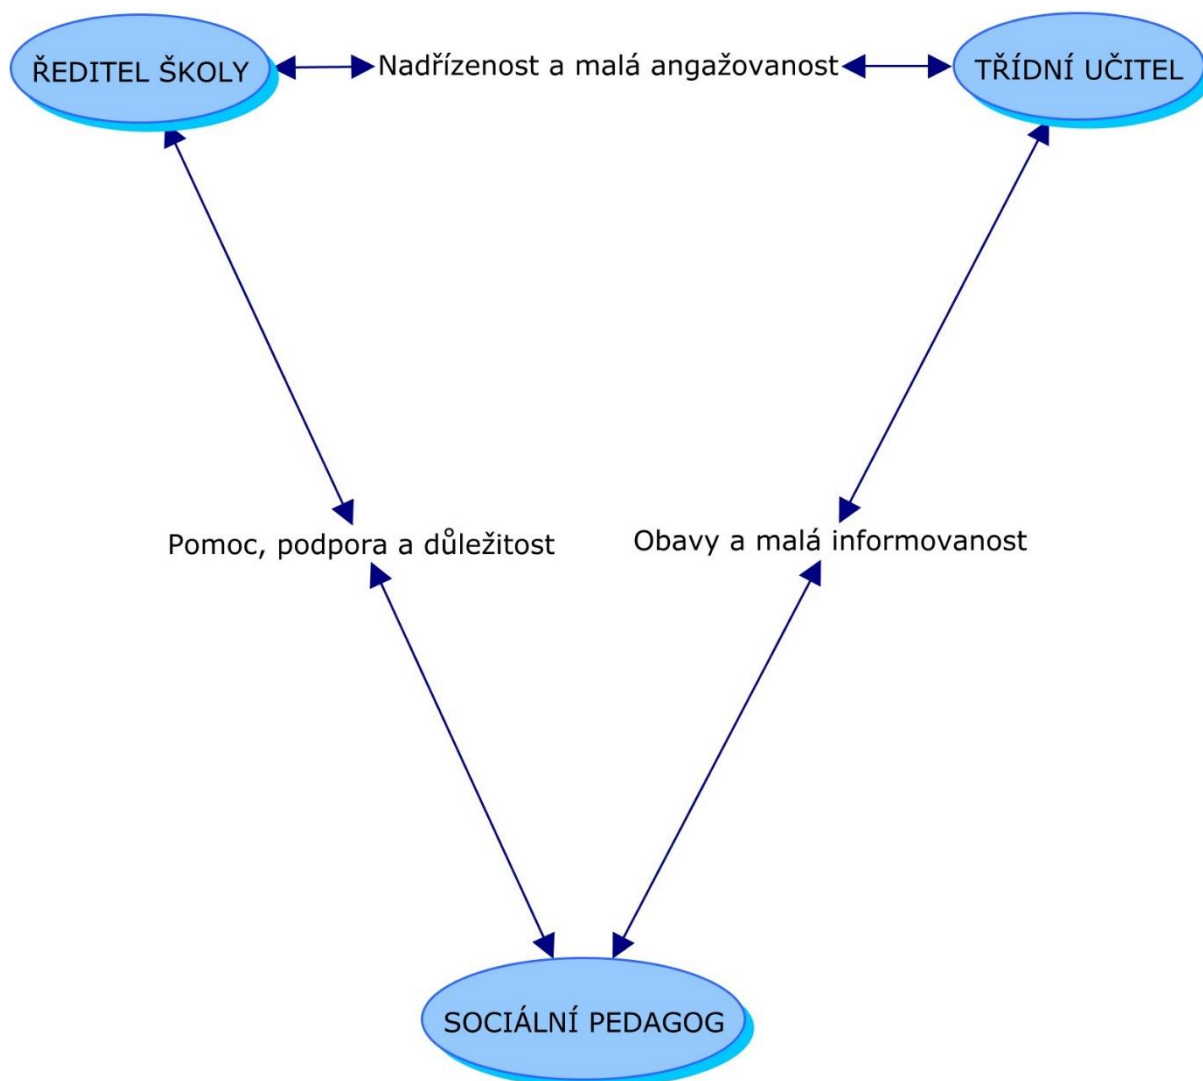 ŘEDITEL ŠKOLY
Nadřízenost a malá angažovanost
TŘÍDNÍ UČITEL
Pomoc, podpora a důležitost
Obavy a malá informovanost
SOCIÁLNÍ PEDAGOG